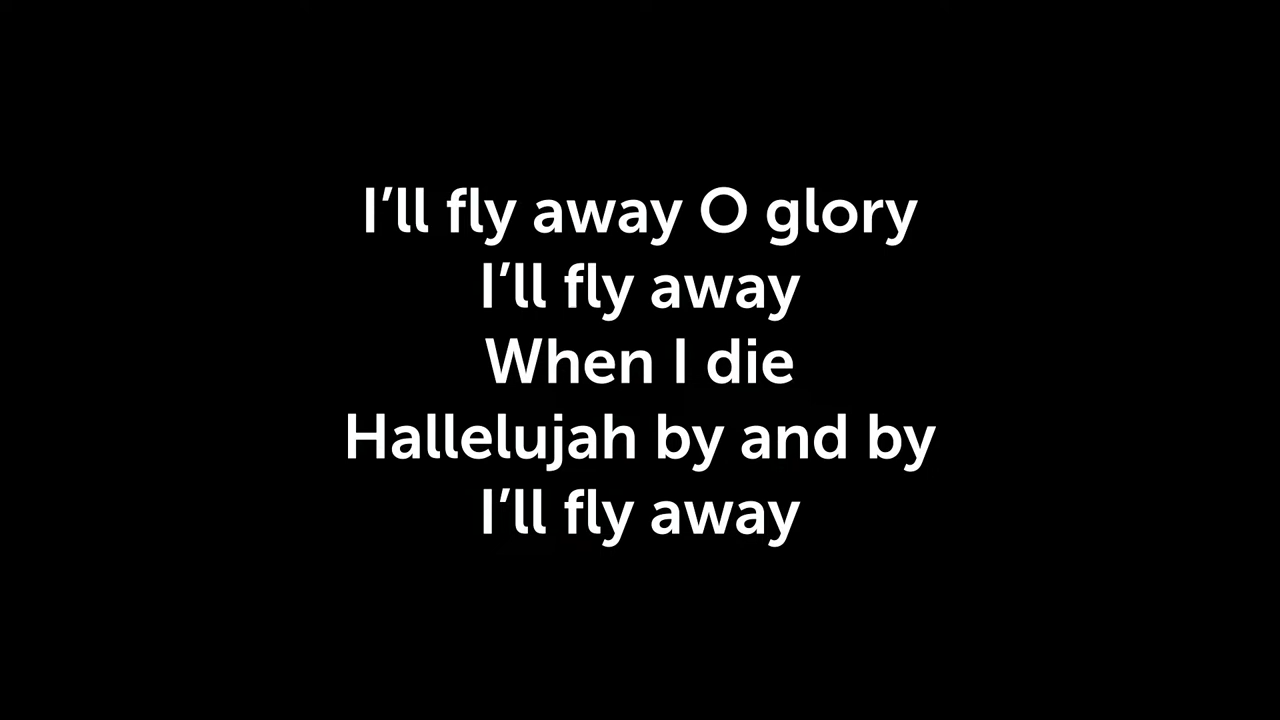 I’ll fly away O glory
I’ll fly away
When I die
Hallelujah by and by
I’ll fly away